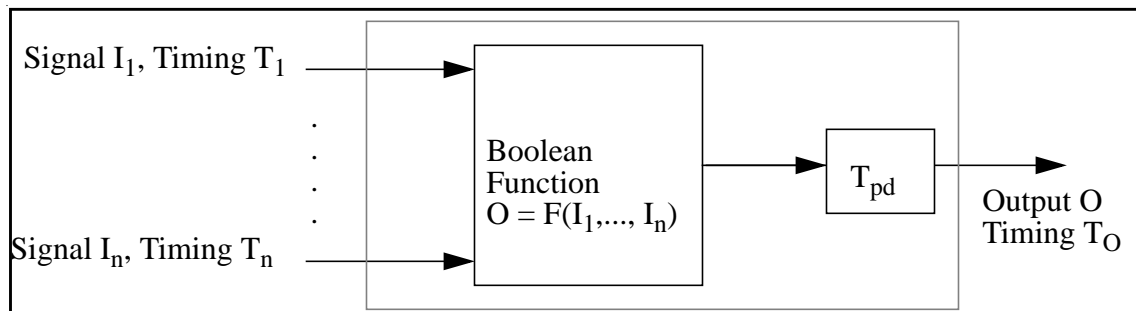 Signal I1, Timing T1
Boolean
Function
O = F(I1,..., In)
Tpd
Output O
Timing TO
Signal In, Timing Tn